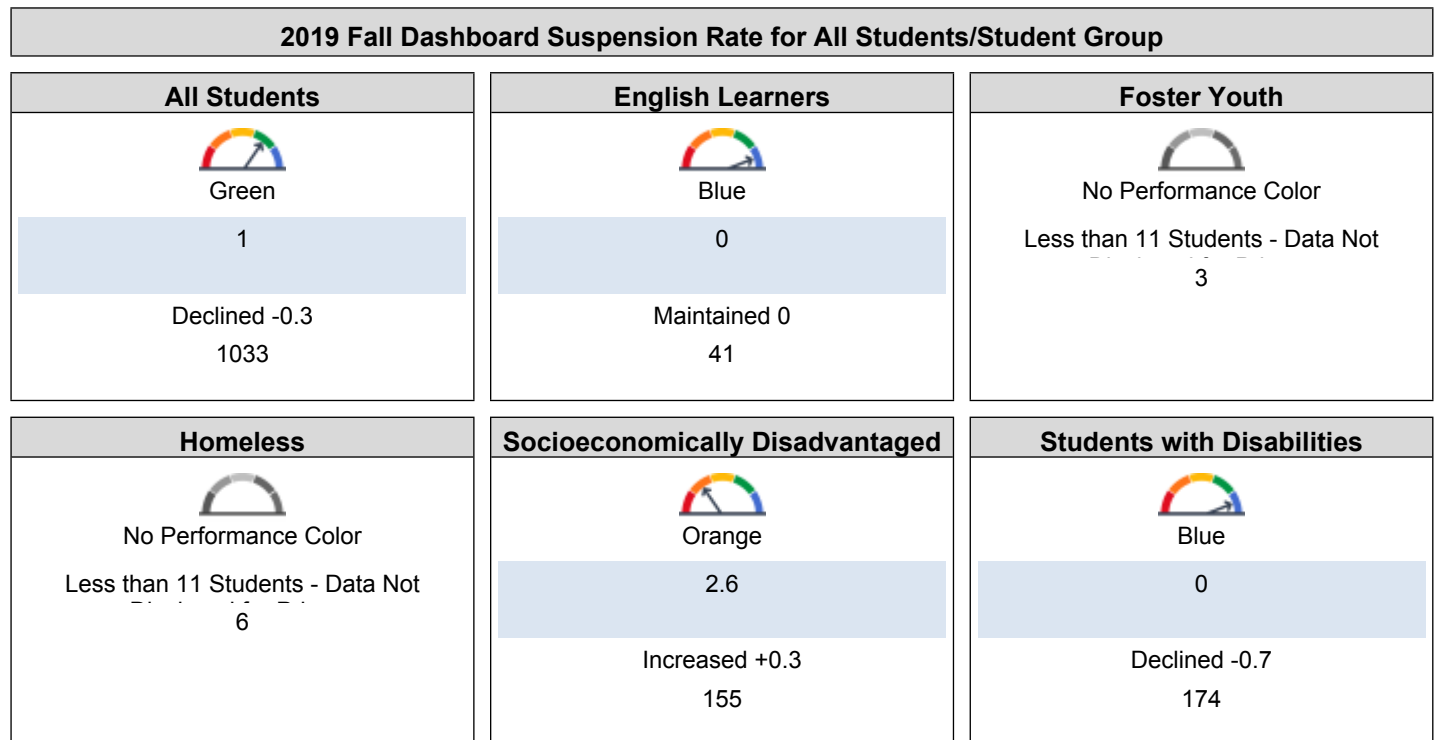 2019 Fall Dashboard Suspension Rate for All Students/Student Group
All Students
Green
1
Declined -0.3
1033
English Learners
Blue
0
Maintained 0
41
Foster Youth
No Performance Color
Less than 11 Students - Data Not
3
Homeless
No Performance Color
Less than 11 Students - Data Not
6
Socioeconomically Disadvantaged
Orange
2.6
Increased +0.3
155
Students with Disabilities
Blue
0
Declined -0.7
174